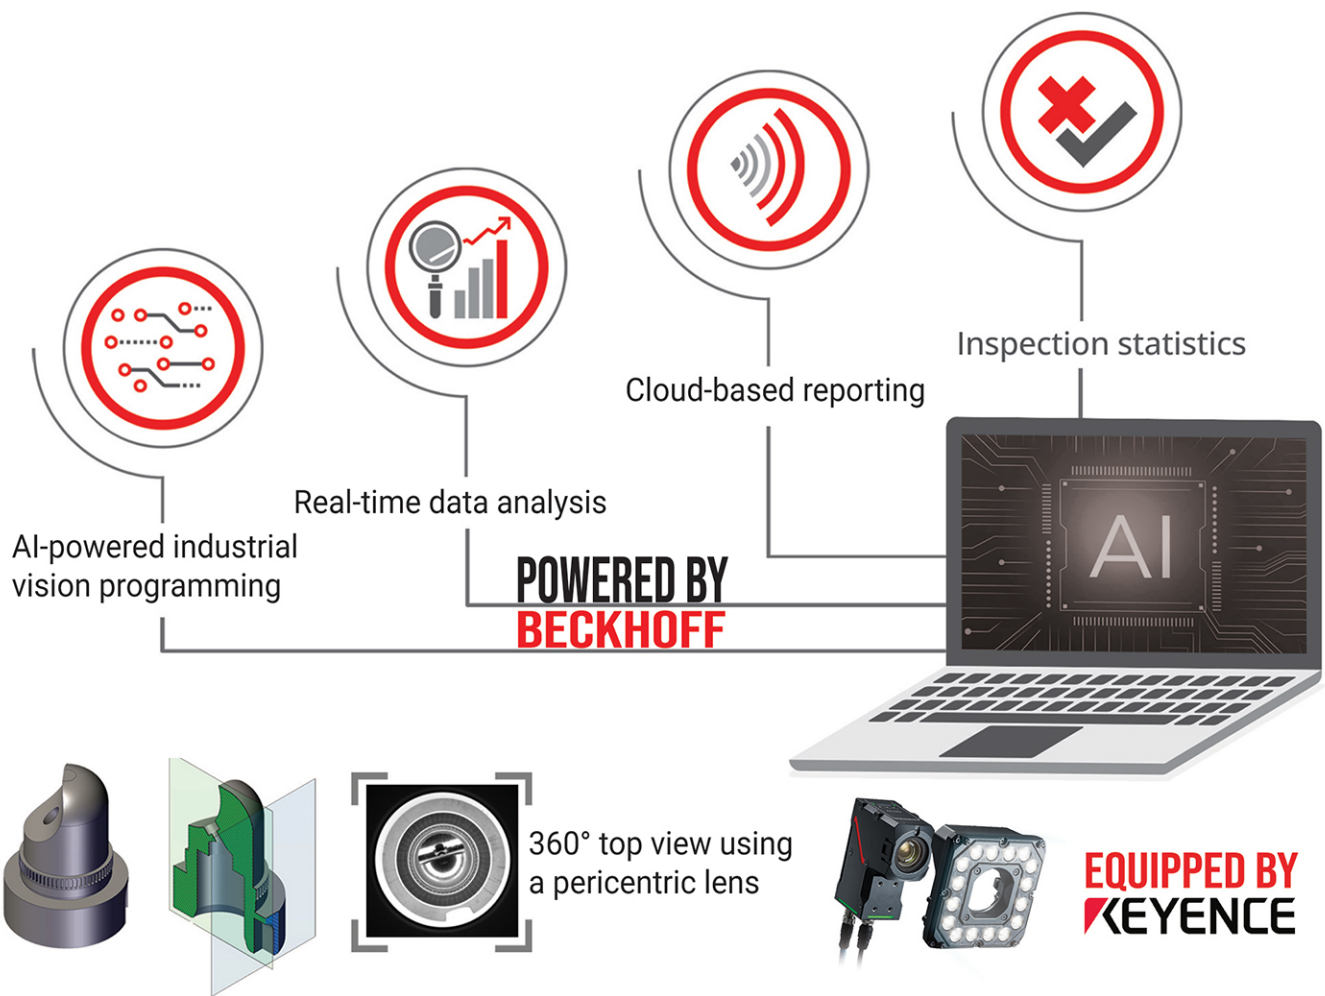 Inspection statistics
Cloud-based reporting
Real-time data analysis
AI-powered industrial
vision programming
POWERED BY
BECKHOFF
AI
360° top view using
a pericentric lens
EQUIPPED BY
KEYENCE